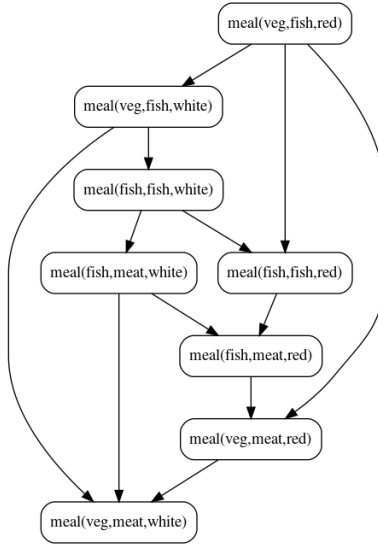 meal(veg,fish,red)
meal(veg,fish,white)
meal(fish,fish,white)
meal(fish,meat,white)
meal(fish,fish,red)
meal(fish,meat,red)
meal(veg,meat,red)
meal(veg,meat,white)